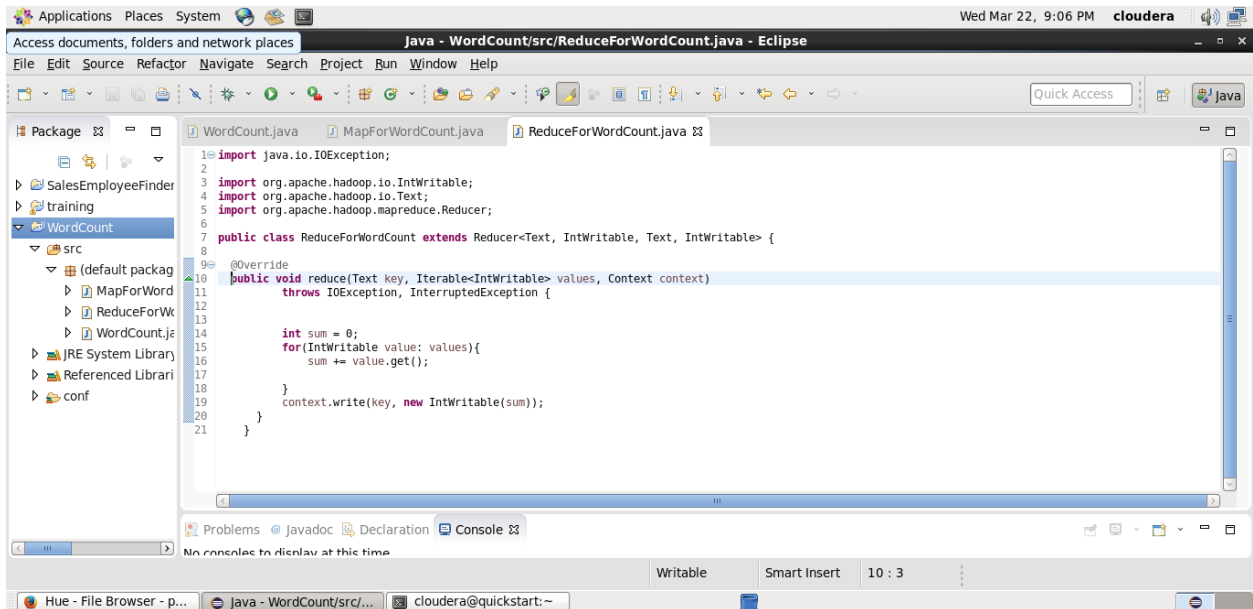 Applications Places System Wed Mar 22, 9:06 PM cloudera
Access documents, folders and network places Java - WordCount/src/ReduceForWordCount.java - Eclipse
File Edit Source Refactor Navigate Search Project Run Window Help
Quick Access Java
Package
WordCount.java MapForWordCount.java ReduceForWordCount.java
SalesEmployeeFinder
training
WordCount
src
(default packag
MapForWord
ReduceForWc
WordCount.ja
JRE System Library
Referenced Librari
conf
1 import java.io.IOException;
2
3 import org.apache.hadoop.io.IntWritable;
4 import org.apache.hadoop.io.Text;
5 import org.apache.hadoop.mapreduce.Reducer;
6
7 public class ReduceForWordCount extends Reducer<Text, IntWritable, Text, IntWritable> {
8
9 @Override
10 public void reduce(Text key, Iterable<IntWritable> values, Context context)
11 throws IOException, InterruptedException {
12
13
14 int sum = 0;
15 for(IntWritable value: values){
16 sum += value.get();
17
18 }
19 context.write(key, new IntWritable(sum));
20 }
21 }
Problems Javadoc Declaration Console
No consoles to display at this time
Writable Smart Insert 10 : 3
Hue - File Browser - p... Java - WordCount/src/... cloudera@quickstart:~